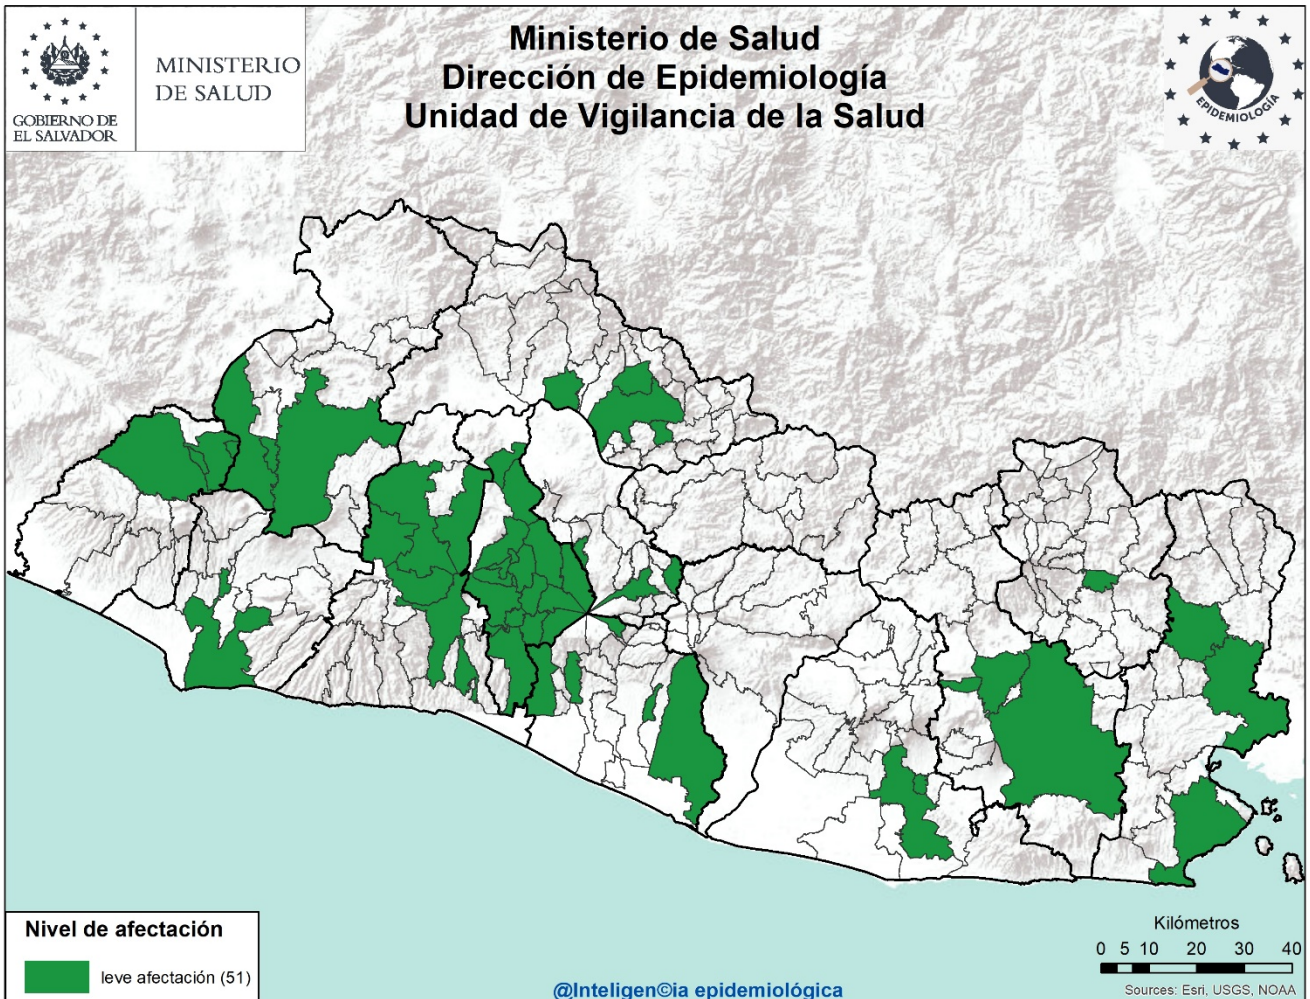 Ministerio de Salud
Dirección de Epidemiología
Unidad de Vigilancia de la Salud
GOBIERNO DE
EL SALVADOR
MINISTERIO
DE SALUD
EPIDEMIOLOGÍA
Nivel de afectación
leve afectación (51)
@Inteligen©ia epidemiológica
Kilómetros
0 5 10 20 30 40
Sources: Esri, USGS, NOAA